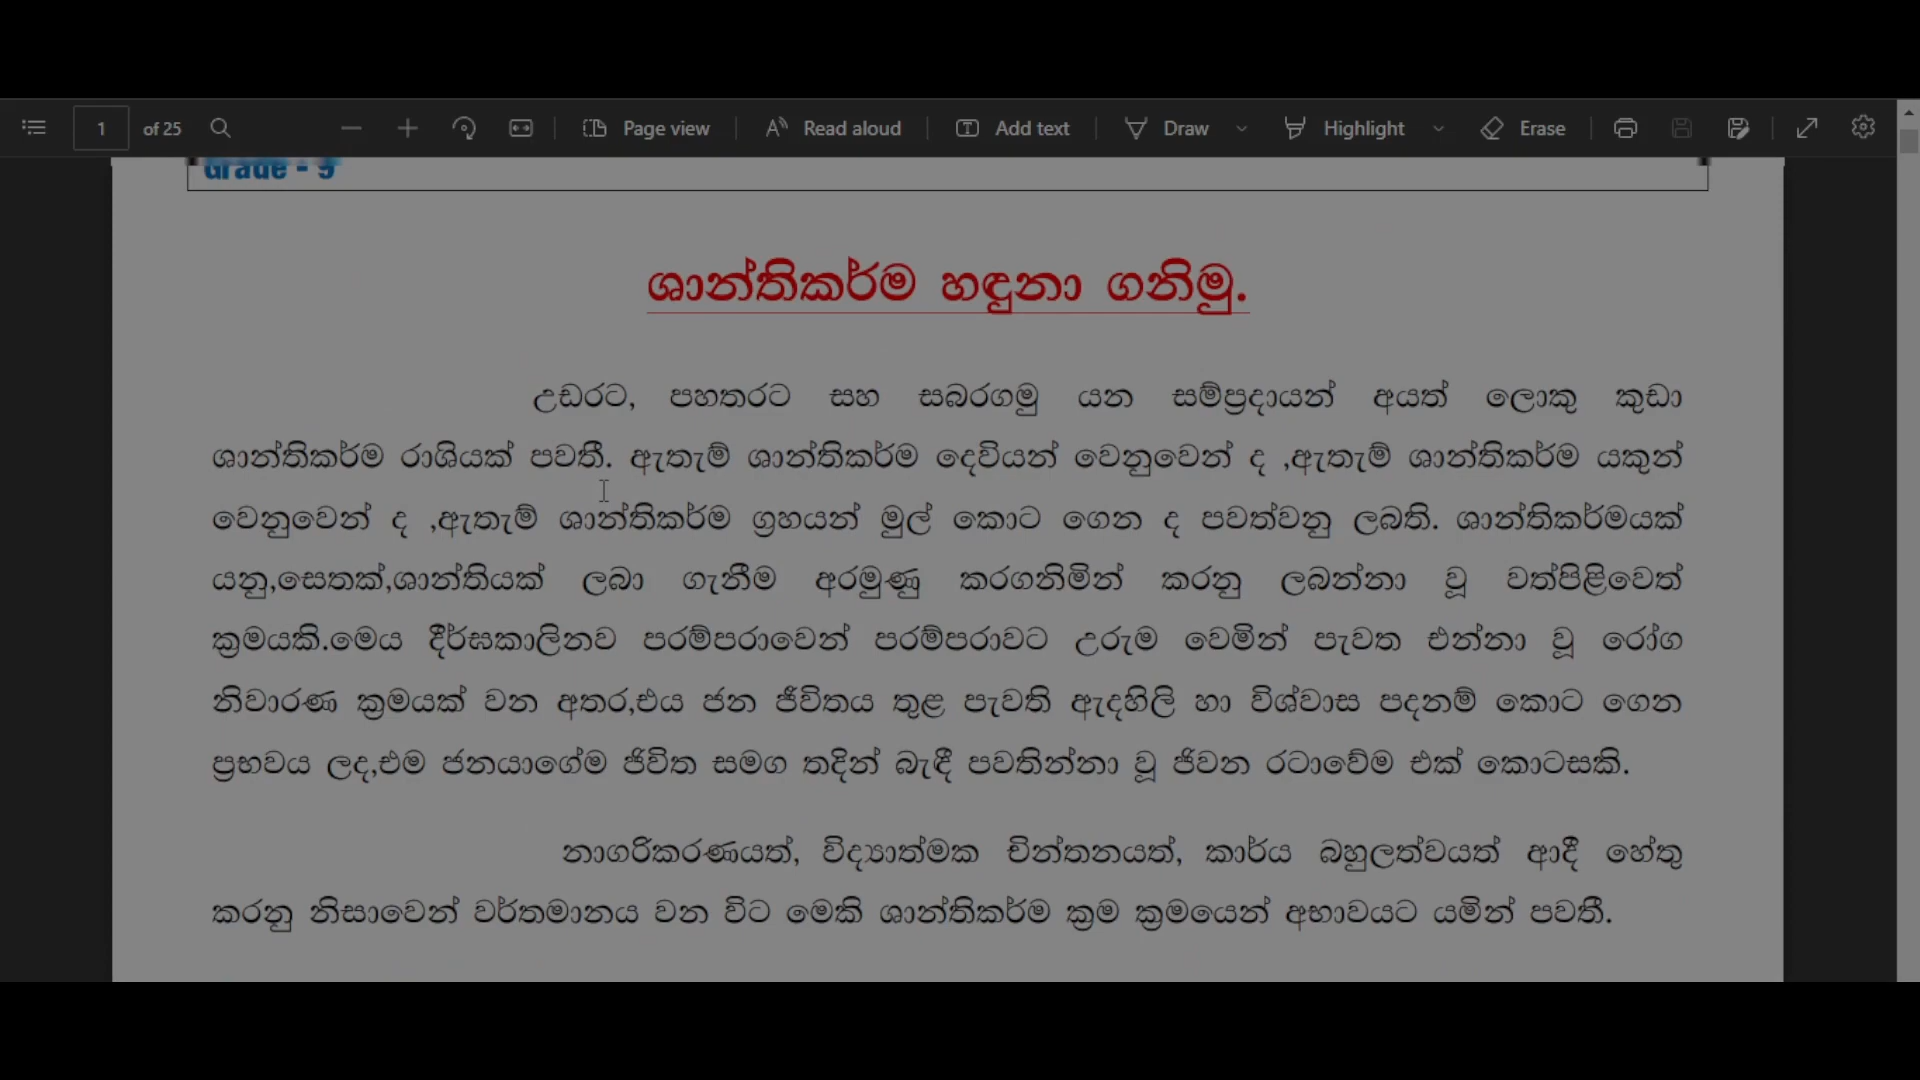 1 of 25 Page view Read aloud Add text Draw Highlight Erase
Grade - 9
ශාන්තිකර්ම හඳුනා ගනිමු.
උඩරට, පහතරට සහ සබරගමු යන සම්ප්‍රදායන් අයත් ලොකු කුඩා
ශාන්තිකර්ම රාශියක් පවතී. ඇතැම් ශාන්තිකර්ම දෙවියන් වෙනුවෙන් ද ,ඇතැම් ශාන්තිකර්ම යකුන්
වෙනුවෙන් ද ,ඇතැම් ශාන්තිකර්ම ග්‍රහයන් මුල් කොට ගෙන ද පවත්වනු ලබති. ශාන්තිකර්මයක්
යනු,සෙතක්,ශාන්තියක් ලබා ගැනීම අරමුණු කරගනිමින් කරනු ලබන්නා වූ වත්පිළිවෙත්
ක්‍රමයකි.මෙය දීර්ඝකාලිනව පරම්පරාවෙන් පරම්පරාවට උරුම වෙමින් පැවත එන්නා වූ රෝග
නිවාරණ ක්‍රමයක් වන අතර,එය ජන ජීවිතය තුළ පැවති ඇදහිලි හා විශ්වාස පදනම් කොට ගෙන
ප්‍රභවය ලද,එම ජනයාගේම ජිවිත සමග තදින් බැඳී පවතින්නා වූ ජිවන රටාවේම එක් කොටසකි.
නාගරිකරණයත්, විද්‍යාත්මක චින්තනයත්, කාර්ය බහුලත්වයත් ආදී හේතු
කරනු නිසාවෙන් වර්තමානය වන විට මෙකි ශාන්තිකර්ම ක්‍රම ක්‍රමයෙන් අභාවයට යමින් පවතී.